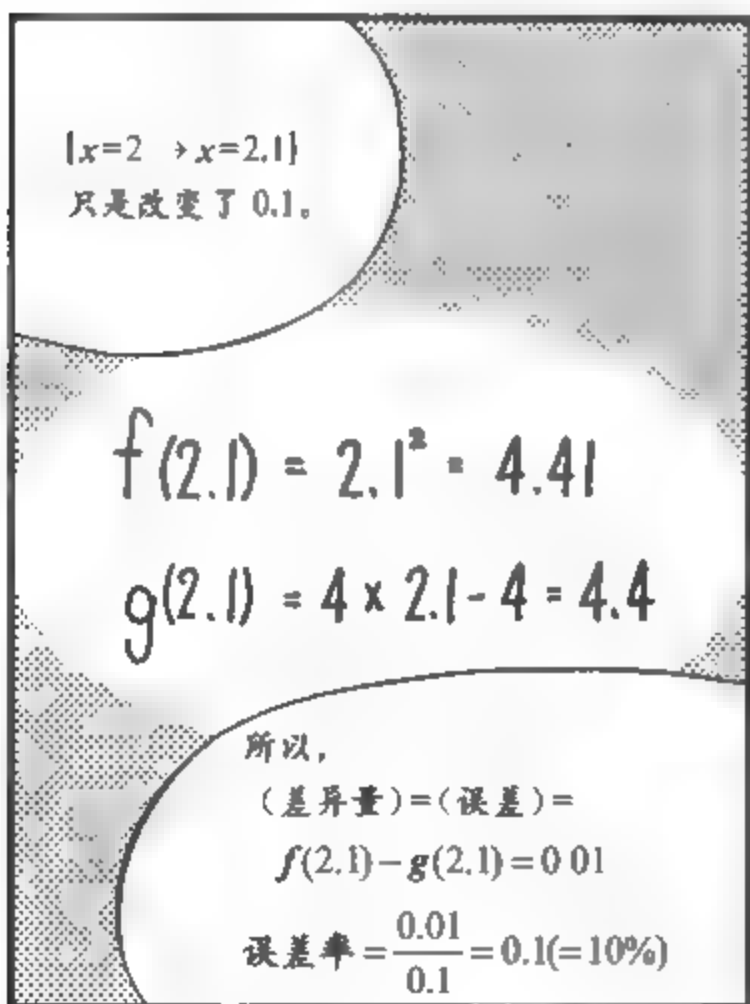 [x=2 → x=2.1]
只是改变了 0.1。
f(2.1) = 2.1² = 4.41
g(2.1) = 4 × 2.1 - 4 = 4.4
所以，
（差异量）=（误差）=
f(2.1)-g(2.1)=0 01
误差率=0.01/0.1=0.1(=10%)